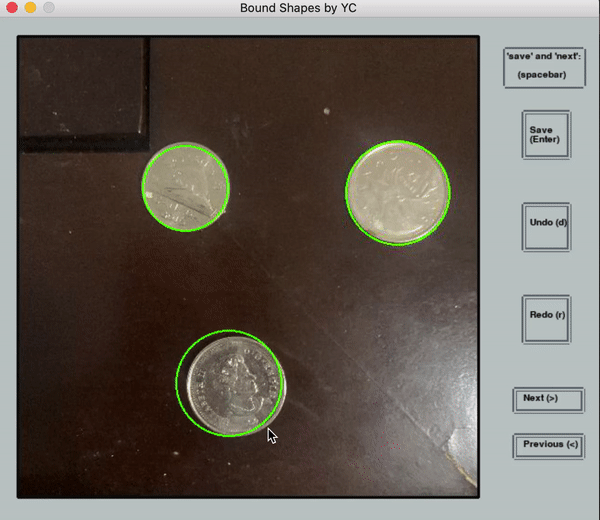 Bound Shapes by YC
'save' and 'next':
(spacebar)
Save
(Enter)
Undo (d)
Redo (r)
Next (>)
Previous (<)